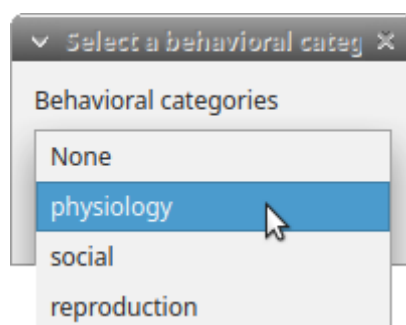 Select a behavioral categ
Behavioral categories
None
physiology
social
reproduction